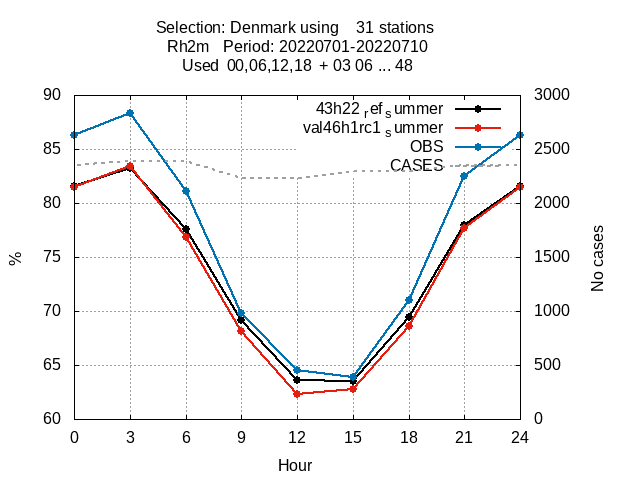 Selection: Denmark using    31 stations
Rh2m   Period: 20220701-20220710
Used  00,06,12,18  + 03 06 ... 48
90 3000
43h22 ref summer
val46h1rc1 summer
85 OBS 2500
CASES
80 2000
75 1500
%
No cases
70 1000
65 500
60 0
0 3 6 9 12 15 18 21 24
Hour